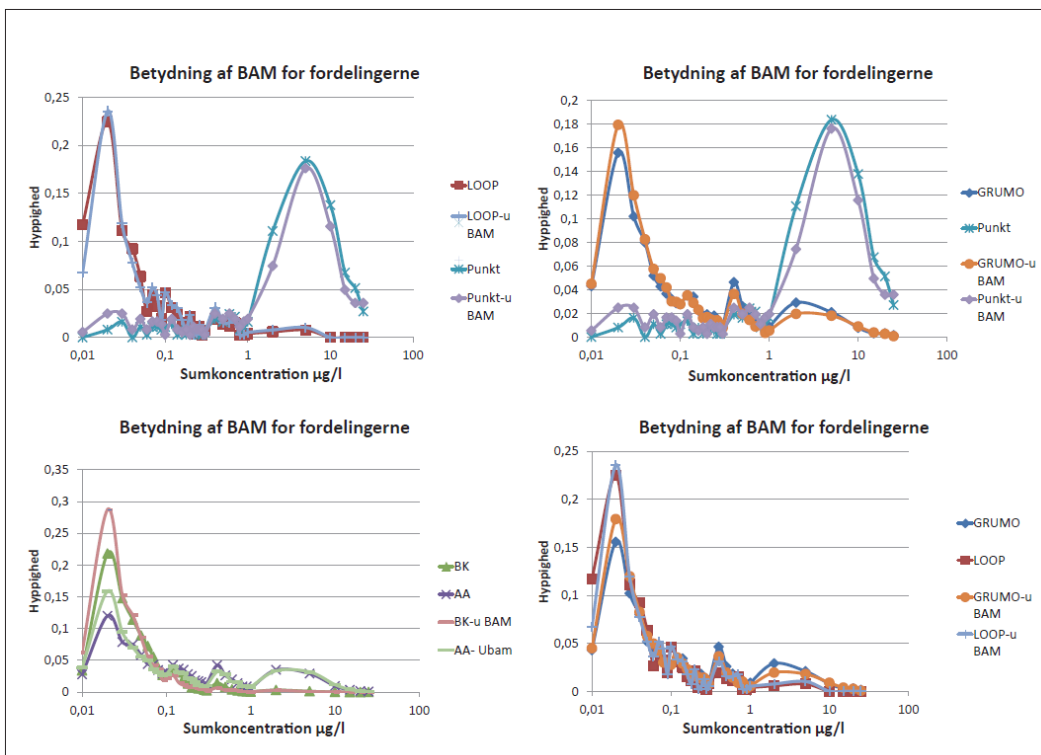 Betydning af BAM for fordelingerne
Hyppighed
0,25
0,2
0,15
0,1
0,05
0
0,01
0,1
1
10
100
Sumkoncentration µg/l
LOOP
LOOP-u
BAM
Punkt
Punkt-u
BAM
Betydning af BAM for fordelingerne
Hyppighed
0,2
0,18
0,16
0,14
0,12
0,1
0,08
0,06
0,04
0,02
0
0,01
0,1
1
10
100
Sumkoncentration µg/l
GRUMO
Punkt
GRUMO-u
BAM
Punkt-u
BAM
Betydning af BAM for fordelingerne
Hyppighed
0,35
0,3
0,25
0,2
0,15
0,1
0,05
0
0,01
0,1
1
10
100
Sumkoncentration µg/l
BK
AA
BK-u BAM
AA- Ubam
Betydning af BAM for fordelingerne
Hyppighed
0,25
0,2
0,15
0,1
0,05
0
0,01
0,1
1
10
100
Sumkoncentration µg/l
GRUMO
LOOP
GRUMO-u
BAM
LOOP-u
BAM